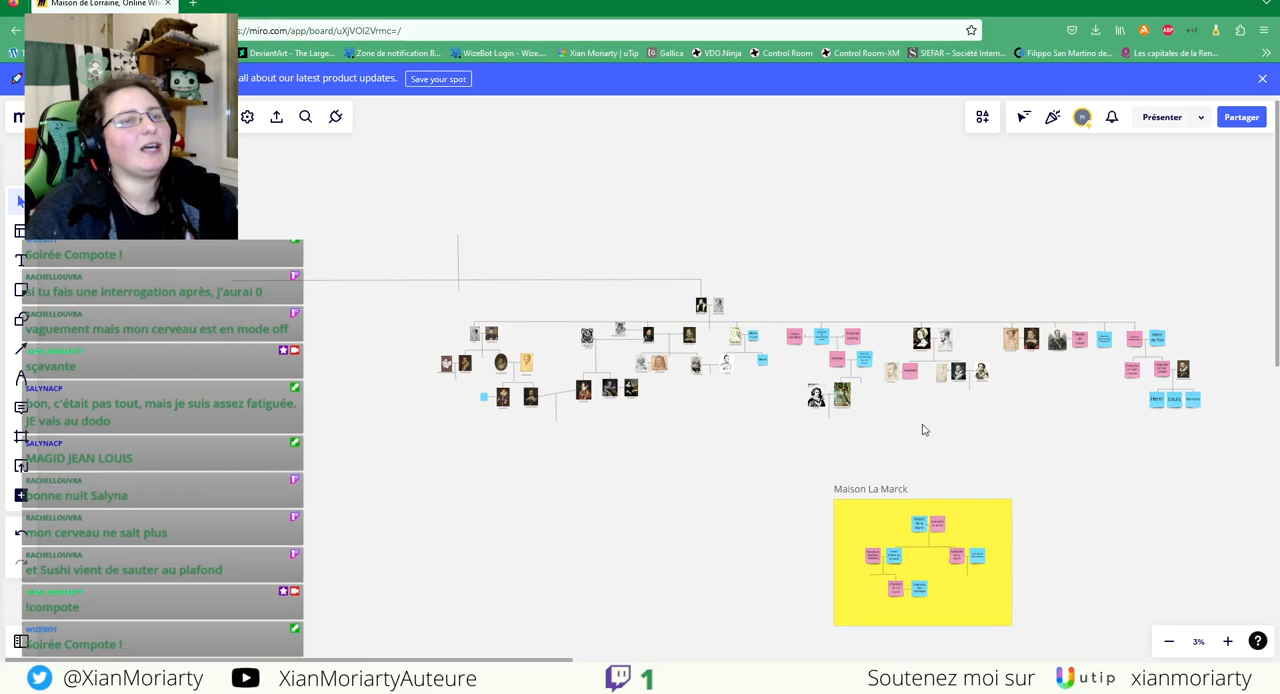 Maison de Lorraine, Online Whi
s://miro.com/app/board/uXjVOl2Vrmc=/
DeviantArt - The Large... Zone de notification B... WizeBot Login - Wize.... Xian Moriarty | uTip Gallica VDO.Ninja Control Room Control Room-XM SIEFAR – Société Intern... Filippo San Martino de... Les capitales de la Ren...
all about our latest product updates. Save your spot
Présenter
Partager
Soirée Compote !
RACHELLOUVRA
si tu fais une interrogation après, j'aurai 0
RACHELLOUVRA
vaguement mais mon cerveau est en mode off
sçavante
SALYNACP
bon, c'était pas tout, mais je suis assez fatiguée.
JE vais au dodo
SALYNACP
MAGID JEAN LOUIS
RACHELLOUVRA
bonne nuit Salyna
RACHELLOUVRA
mon cerveau ne sait plus
RACHELLOUVRA
et Sushi vient de sauter au plafond
!compote
WIZEBOT
Soirée Compote !
Henri Louis
Maison La Marck
3%
@XianMoriarty XianMoriartyAuteure 1 Soutenez moi sur utip xianmoriarty